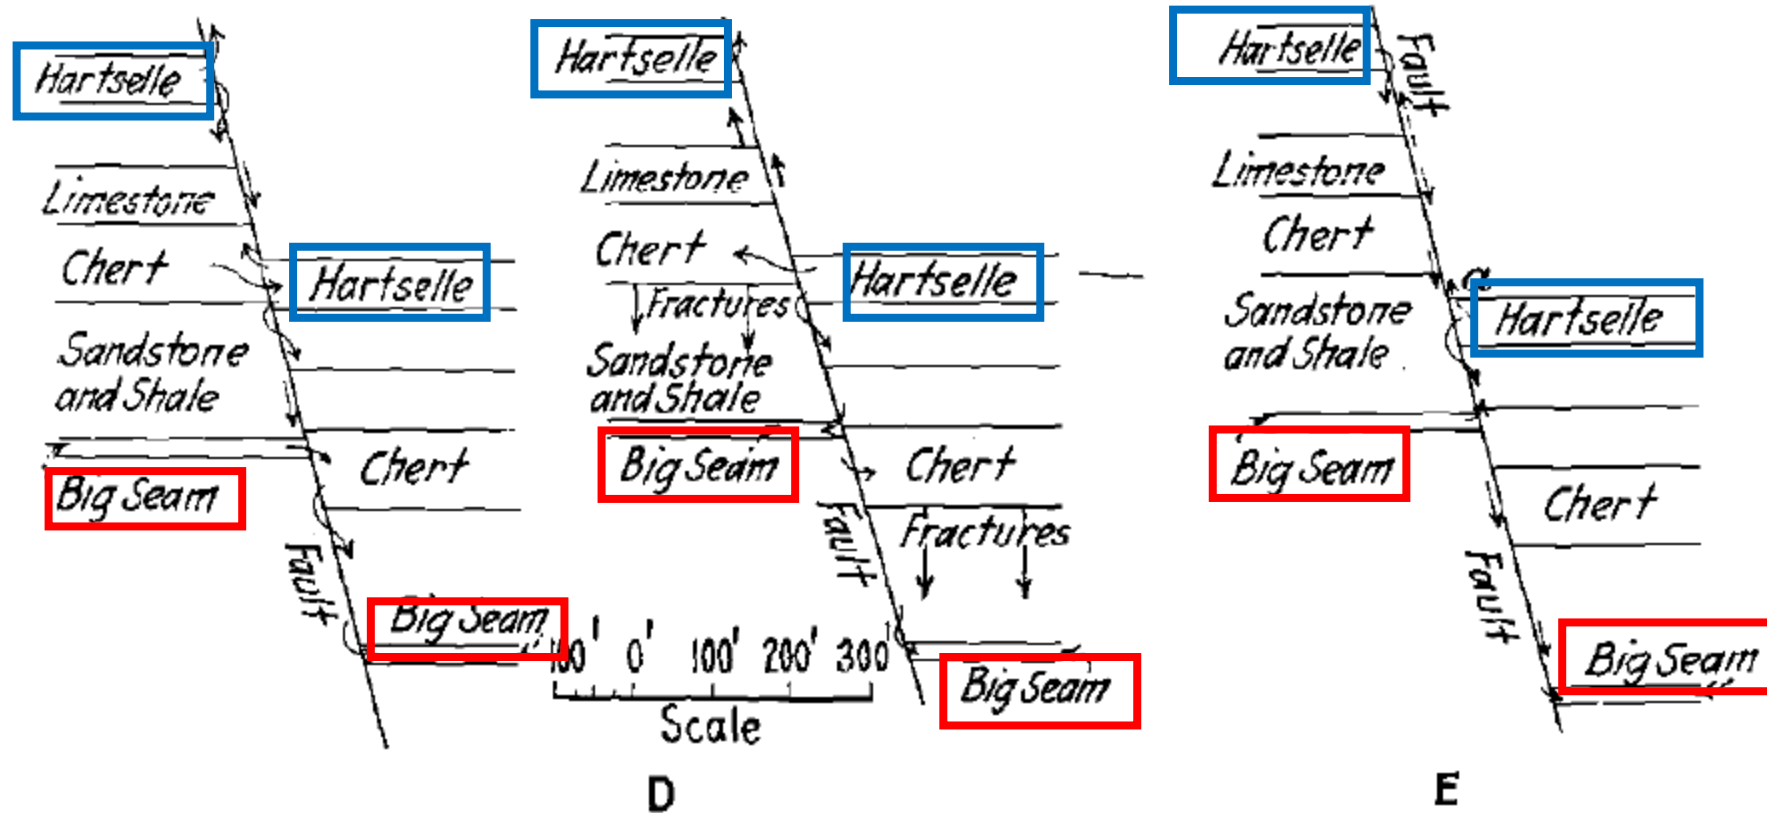 Hartselle
Limestone
Chert
Hartselle
Sandstone
and Shale
Chert
Big Seam
Fault
Big Seam
Hartselle
Limestone
Chert
Hartselle
Fractures
Sandstone
and Shale
Big Seam
Chert
Fault
Fractures
Big Seam
100' 0' 100' 200' 300'
Scale
D
Hartselle
Fault
Limestone
Chert
a
Hartselle
Sandstone
and Shale
Big Seam
Chert
Fault
Big Seam
E